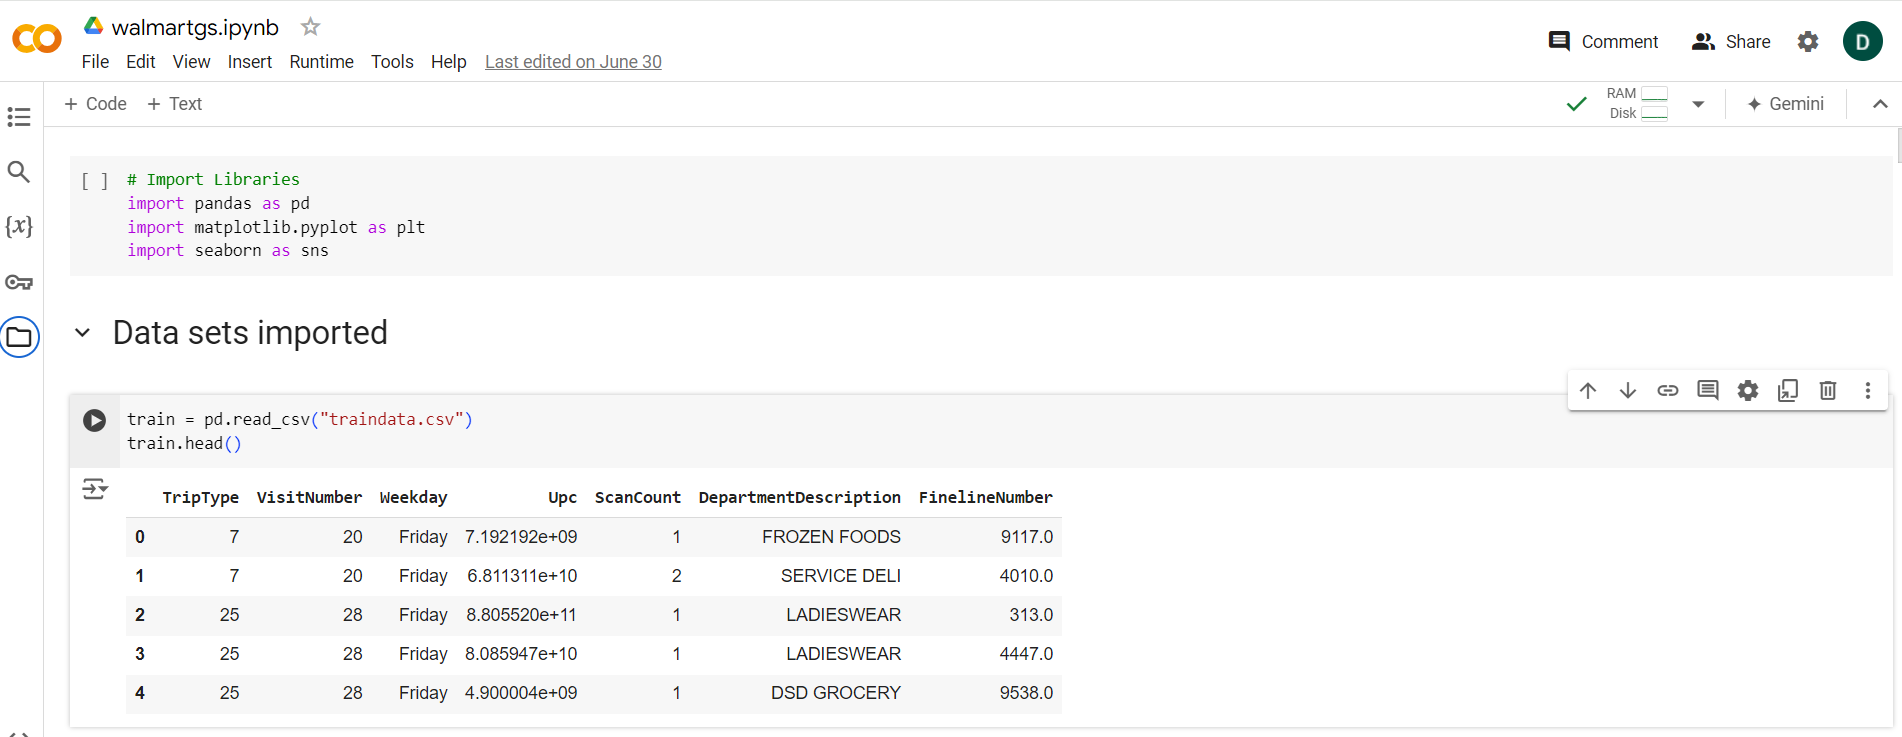 walmartgs.ipynb
File Edit View Insert Runtime Tools Help Last edited on June 30
Comment Share D
+ Code + Text
RAM
Disk
Gemini
{x}
[ ] # Import Libraries
import pandas as pd
import matplotlib.pyplot as plt
import seaborn as sns
Data sets imported
train = pd.read_csv("traindata.csv")
train.head()
TripType VisitNumber Weekday Upc ScanCount DepartmentDescription FinelineNumber
0 7 20 Friday 7.192192e+09 1 FROZEN FOODS 9117.0
1 7 20 Friday 6.811311e+10 2 SERVICE DELI 4010.0
2 25 28 Friday 8.805520e+11 1 LADIESWEAR 313.0
3 25 28 Friday 8.085947e+10 1 LADIESWEAR 4447.0
4 25 28 Friday 4.900004e+09 1 DSD GROCERY 9538.0